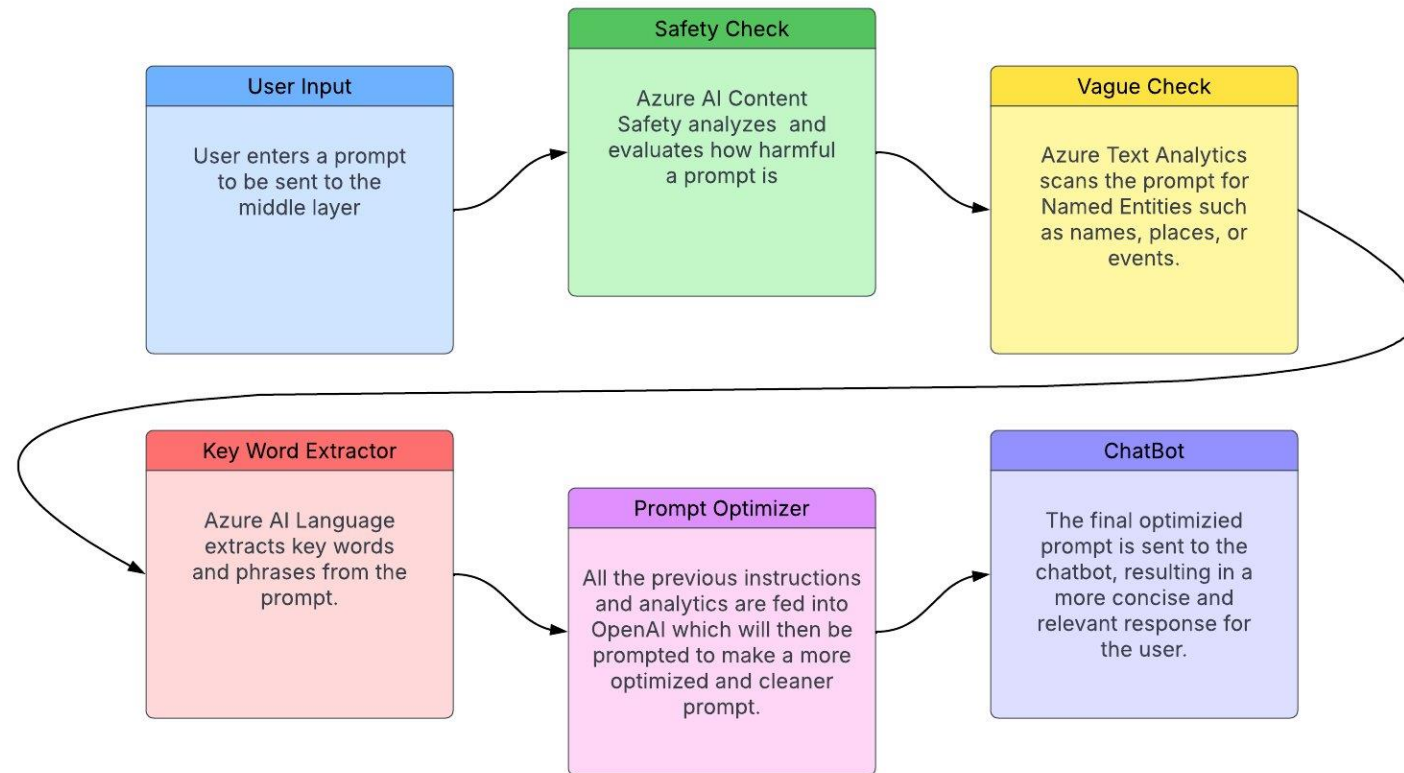 User Input
User enters a prompt
to be sent to the
middle layer
Safety Check
Azure AI Content
Safety analyzes  and
evaluates how harmful
a prompt is
Vague Check
Azure Text Analytics
scans the prompt for
Named Entities such
as names, places, or
events.
Key Word Extractor
Azure AI Language
extracts key words
and phrases from the
prompt.
Prompt Optimizer
All the previous instructions
and analytics are fed into
OpenAI which will then be
prompted to make a more
optimized and cleaner
prompt.
ChatBot
The final optimizied
prompt is sent to the
chatbot, resulting in a
more concise and
relevant response for
the user.